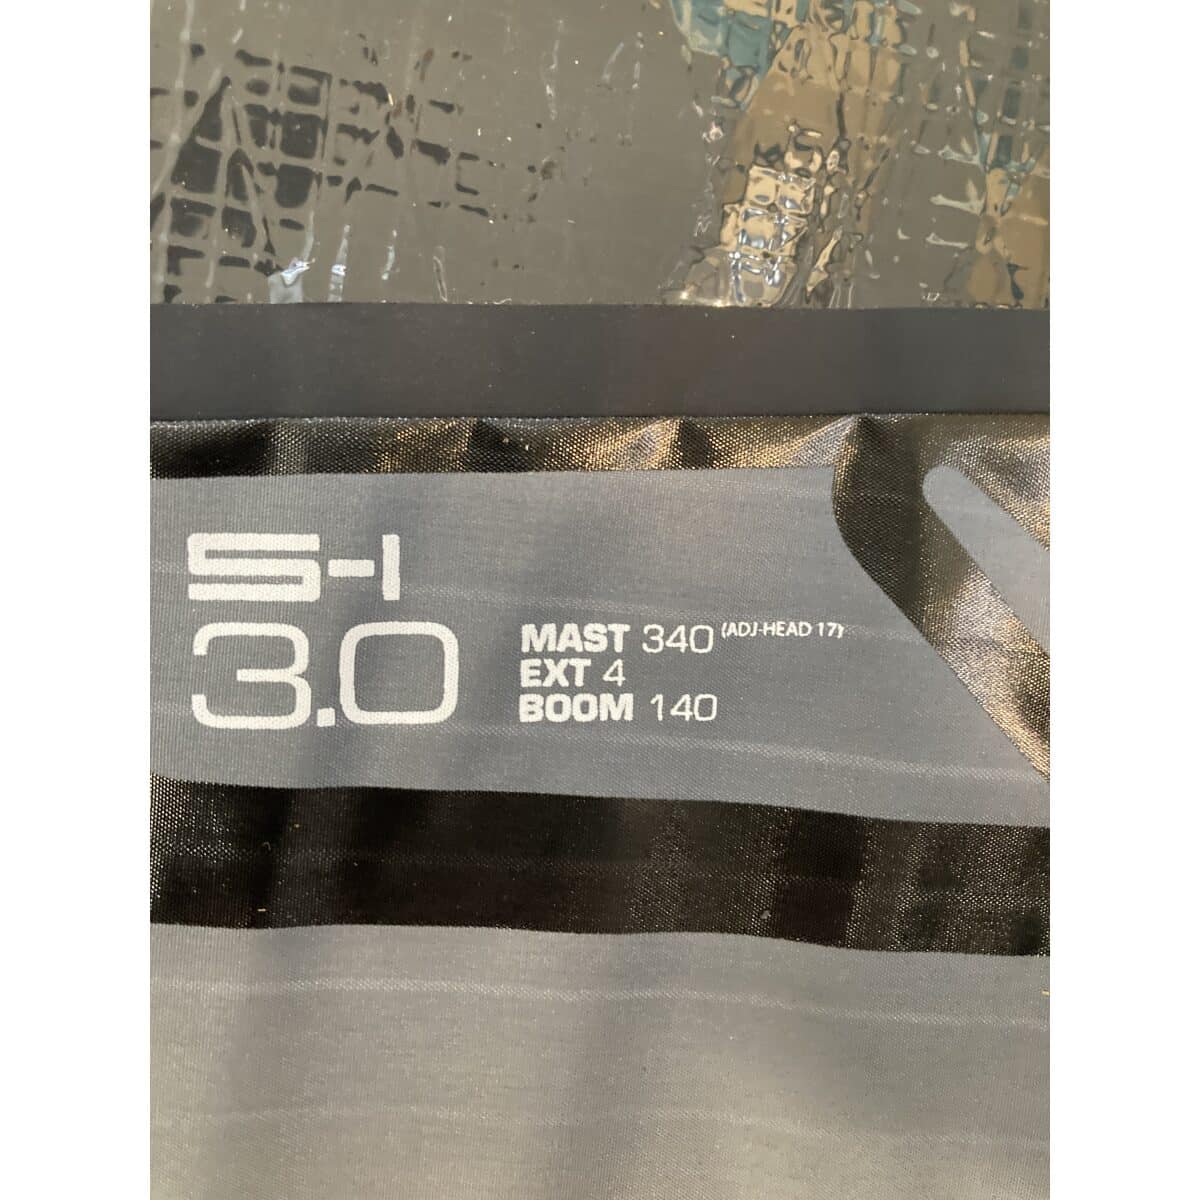 S-1
3.0
MAST 340 (ADJ-HEAD 17)
EXT 4
BOOM 140